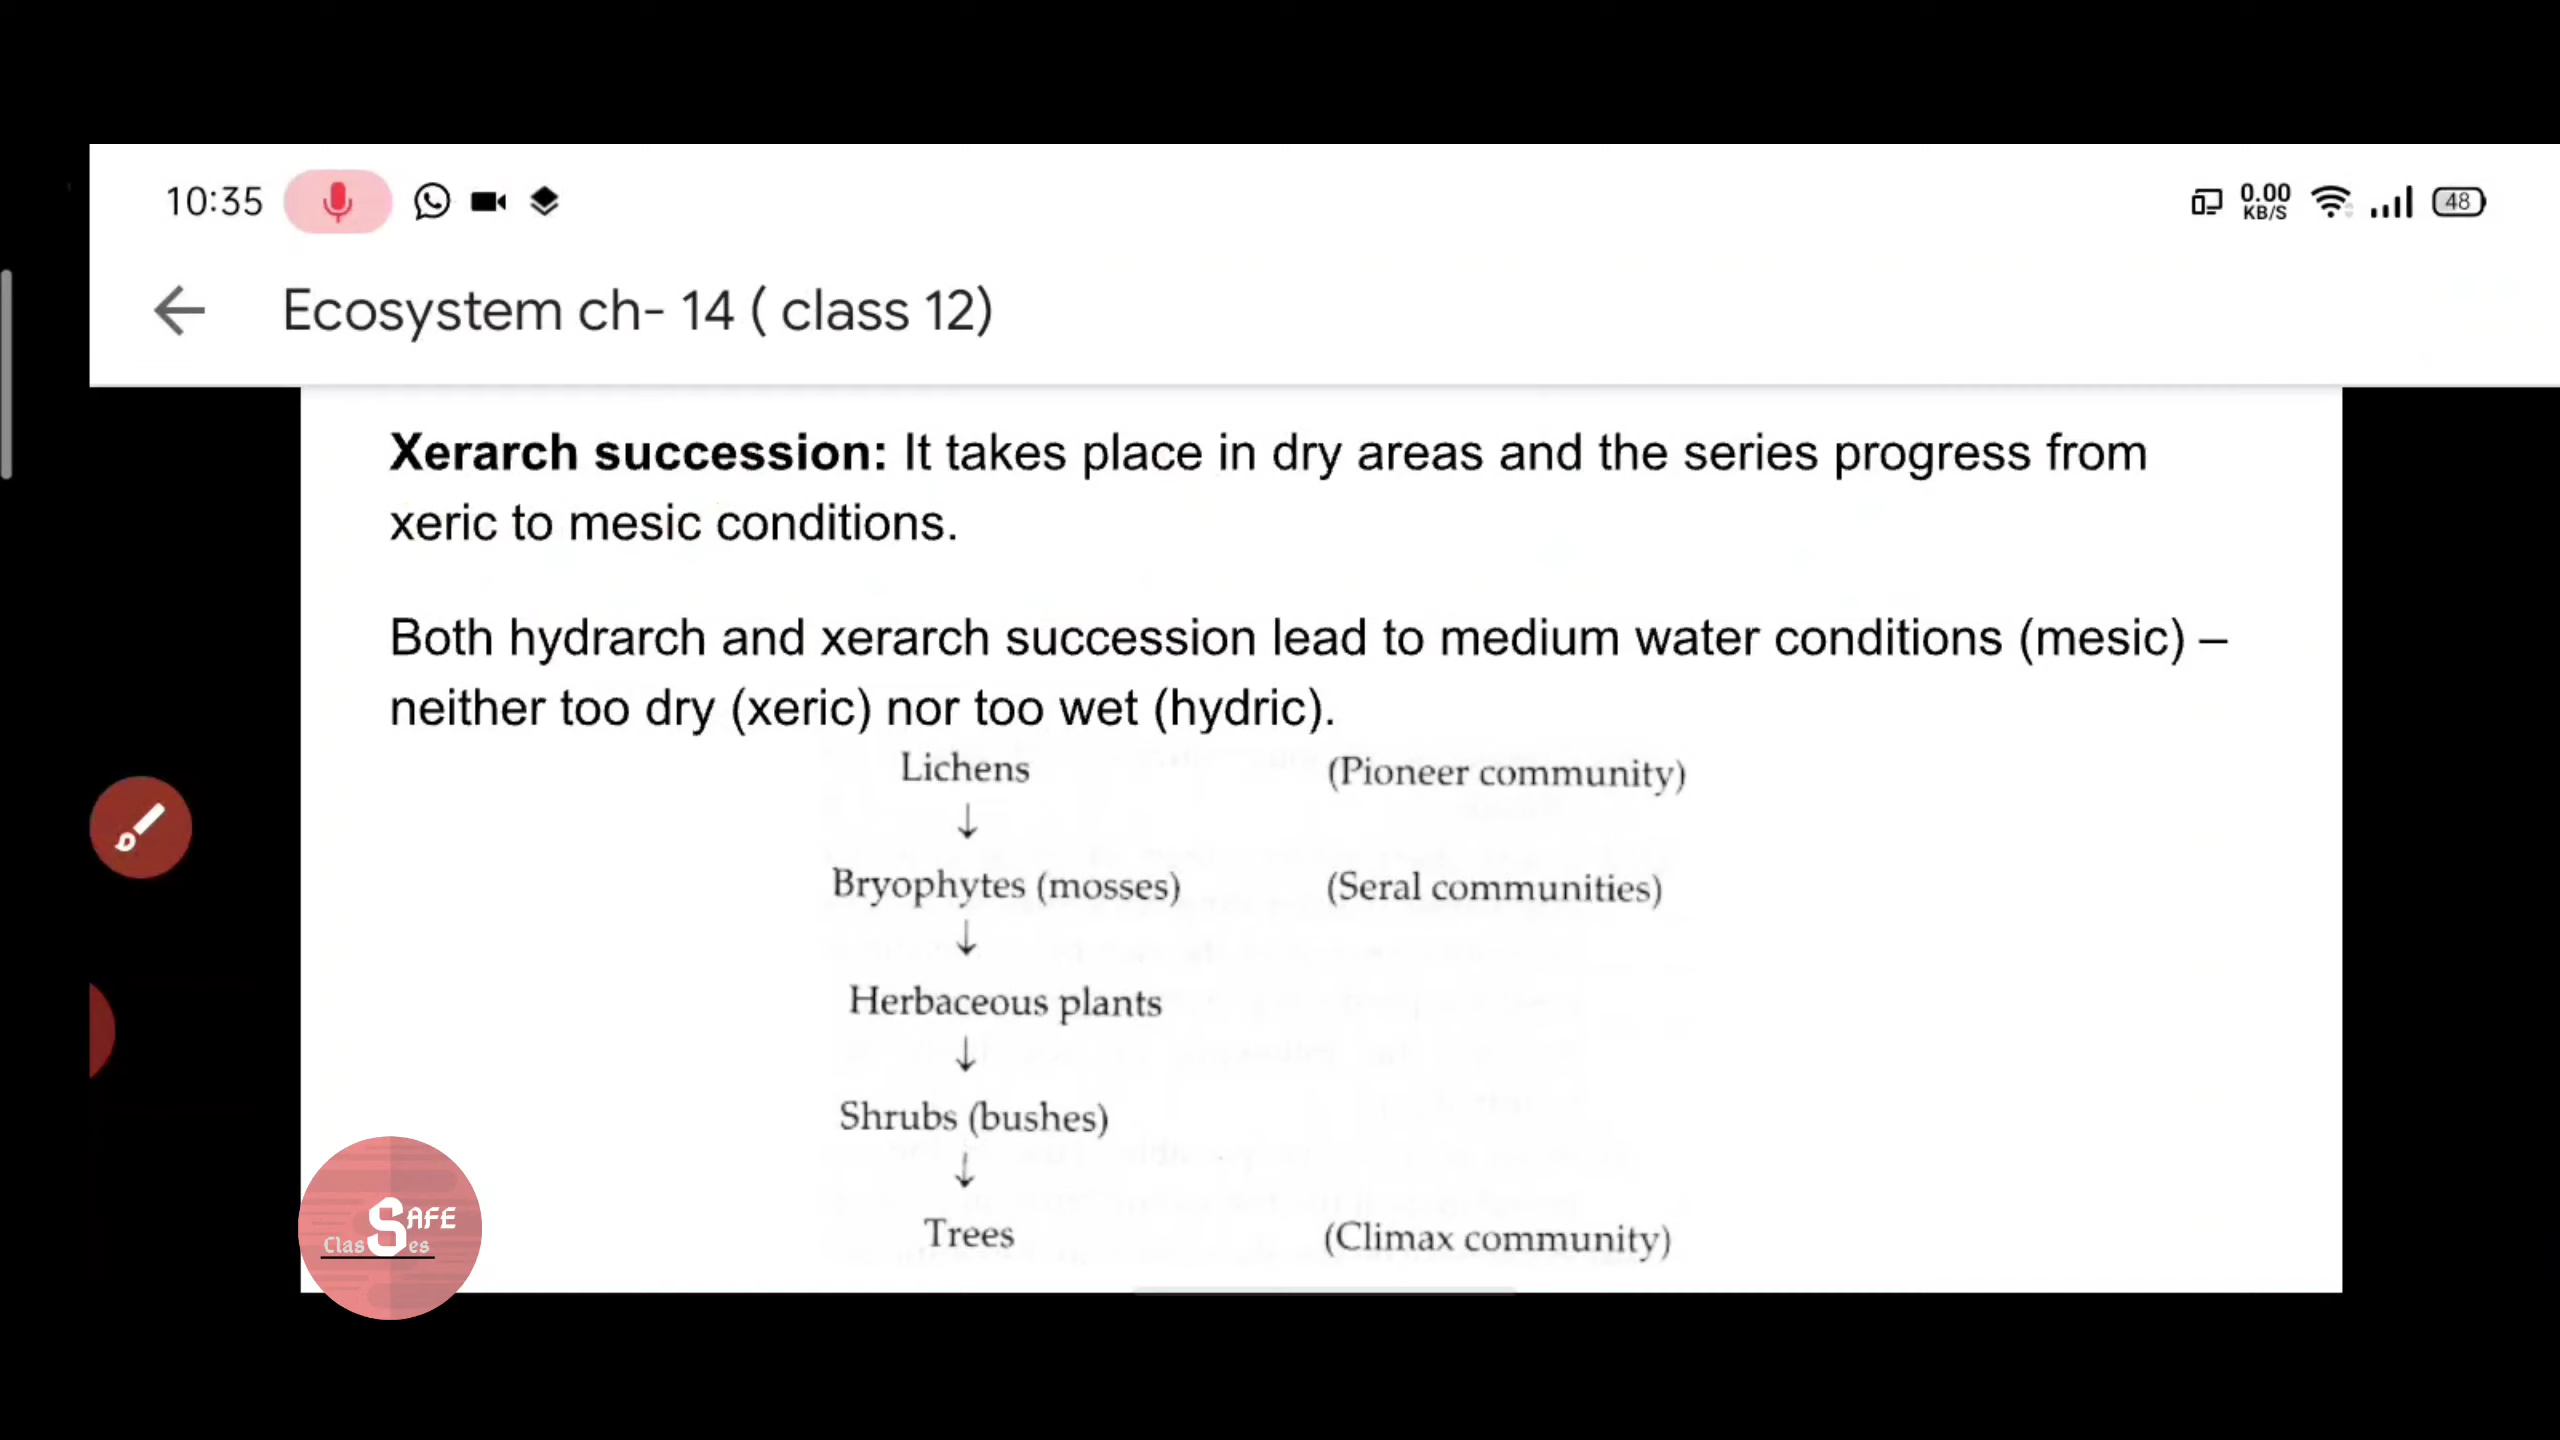 10:35
0.00
KB/S
48
Ecosystem ch- 14 ( class 12)
Xerarch succession: It takes place in dry areas and the series progress from
xeric to mesic conditions.
Both hydrarch and xerarch succession lead to medium water conditions (mesic) –
neither too dry (xeric) nor too wet (hydric).
Lichens (Pioneer community)
↓
Bryophytes (mosses) (Seral communities)
↓
Herbaceous plants
↓
Shrubs (bushes)
↓
Trees (Climax community)
SAFE
ClasSes